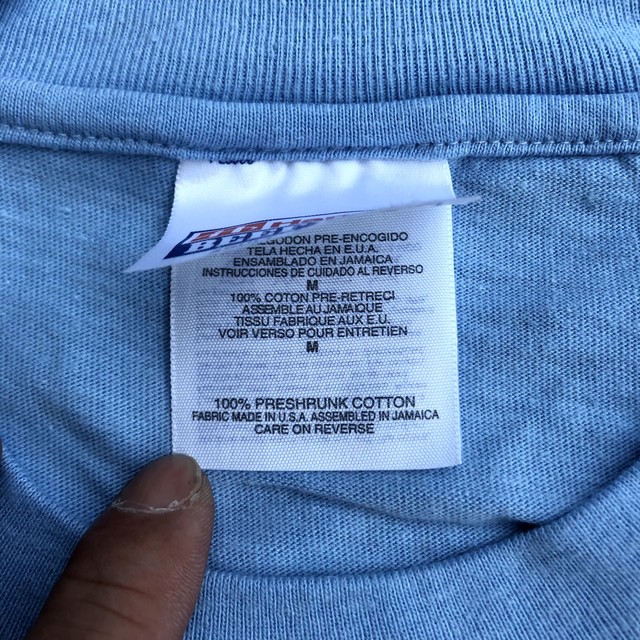 GODON PRE-ENCOGIDO
TELA HECHA EN E.U.A.
ENSAMBLADO EN JAMAICA
INSTRUCCIONES DE CUIDADO AL REVERSO
M
100% COTON PRE-RETRECI
ASSEMBLE AU JAMAIQUE
TISSU FABRIQUE AUX E.U.
VOIR VERSO POUR ENTRETIEN
M
100% PRESHRUNK COTTON
FABRIC MADE IN U.S.A. ASSEMBLED IN JAMAICA
CARE ON REVERSE